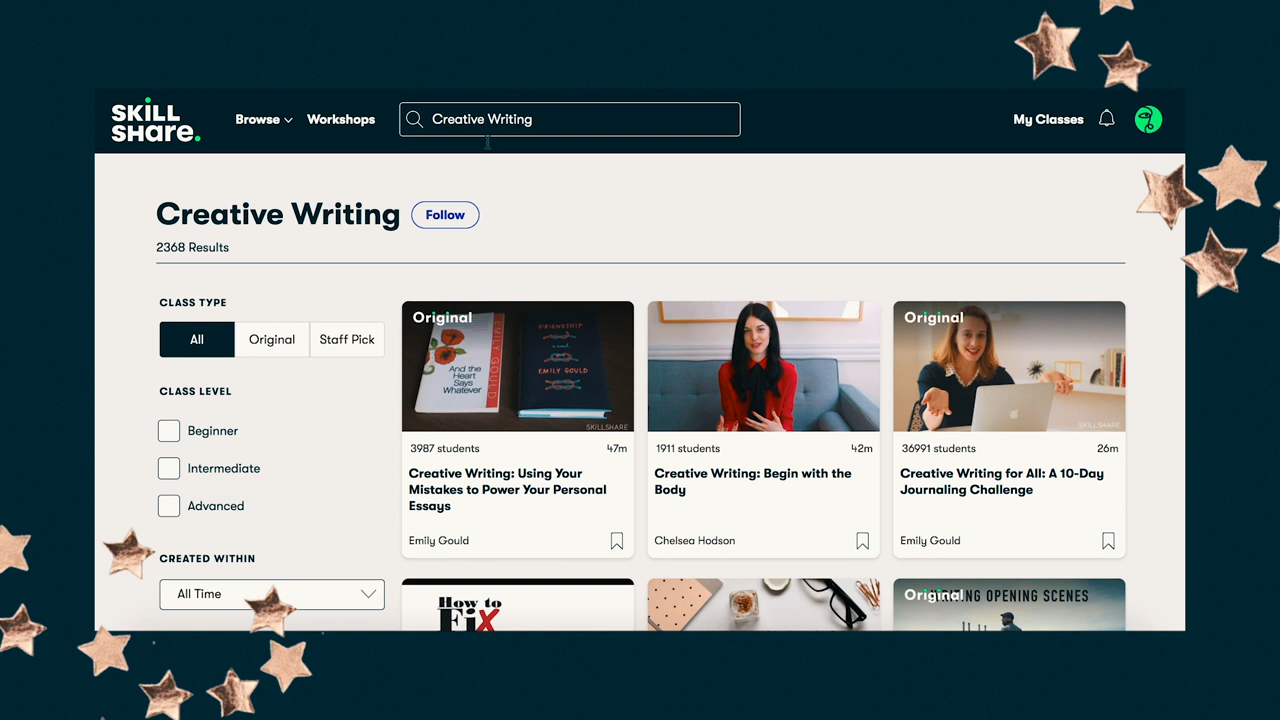 SKILL
SHARE.
Browse
Workshops
Creative Writing
My Classes
Creative Writing
Follow
2368 Results
CLASS TYPE
All
Original
Staff Pick
CLASS LEVEL
Beginner
Intermediate
Advanced
CREATED WITHIN
All Time
Original
And the
Heart
Says
Whatever
EMILY GOULD
FRIENDSHIP
EMILY GOULD
SKILLSHARE
3987 students
47m
Creative Writing: Using Your
Mistakes to Power Your Personal
Essays
Emily Gould
1911 students
42m
Creative Writing: Begin with the
Body
Chelsea Hodson
Original
SKILLSHARE
36991 students
26m
Creative Writing for All: A 10-Day
Journaling Challenge
Emily Gould
How to
Fix
Original
OPENING SCENES